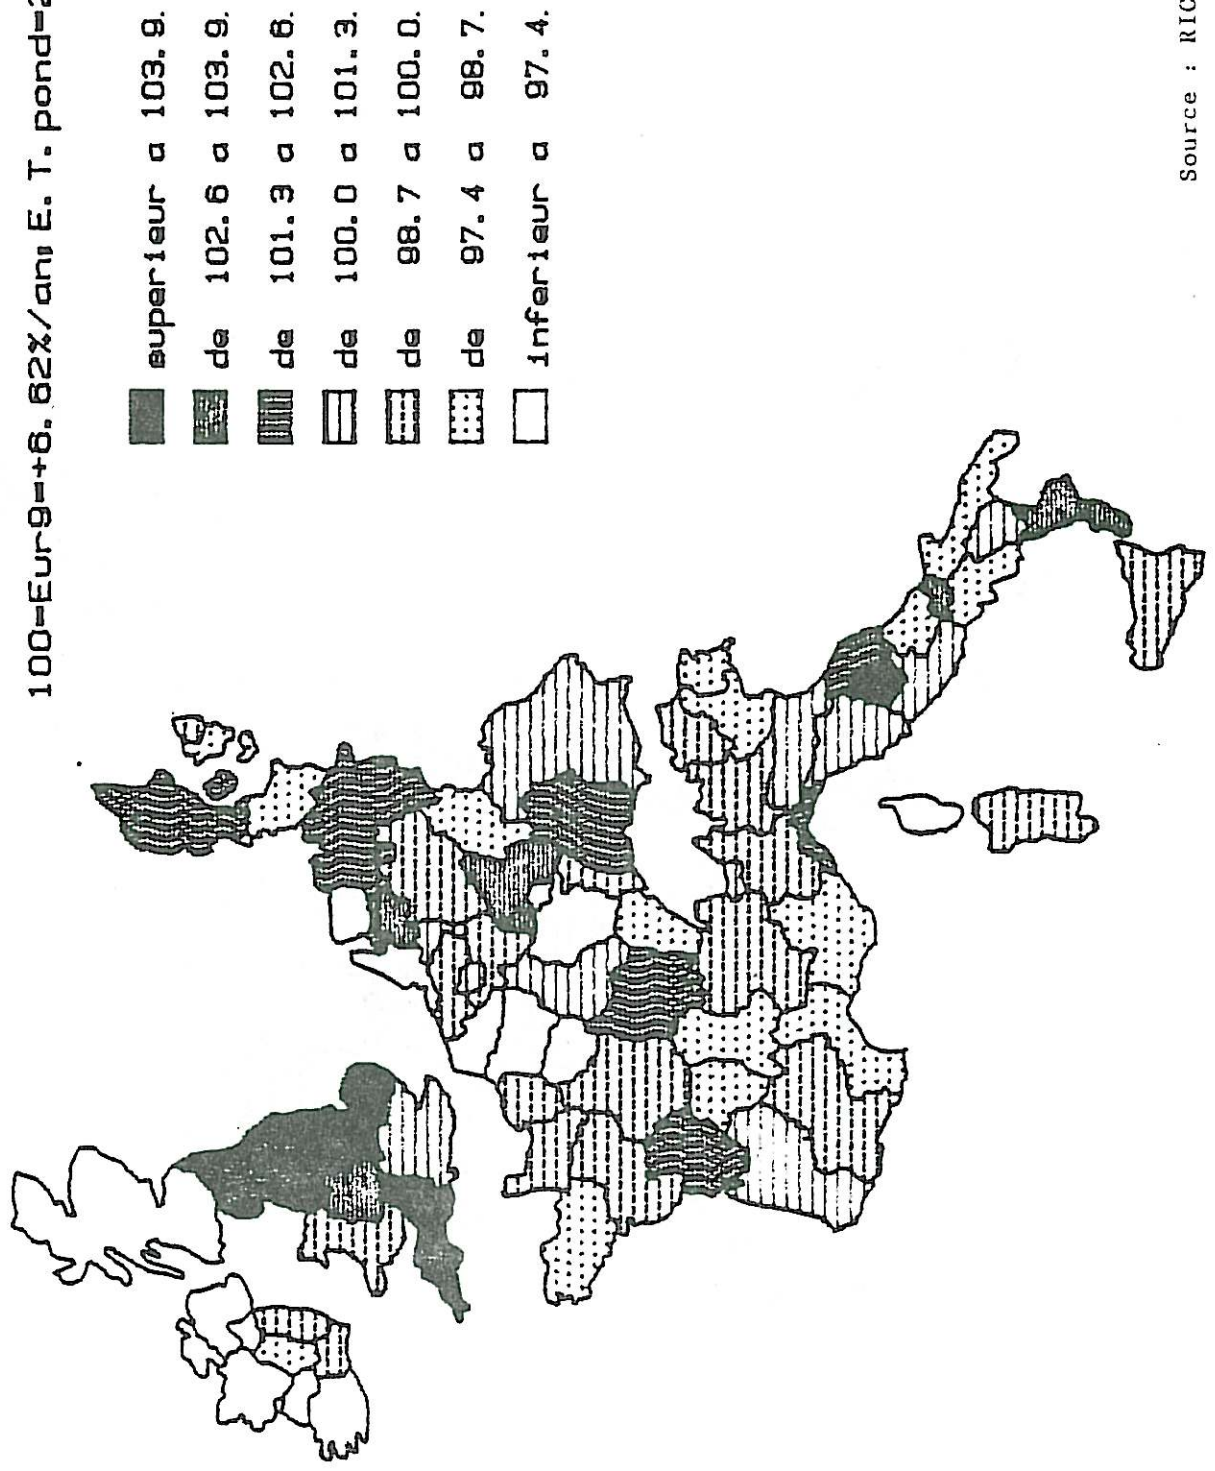 100=Eur9=+6.62%/an; E.T.pond=2
superieur a 103.9.
de 102.6 a 103.9.
de 101.3 a 102.6.
de 100.0 a 101.3.
de 98.7 a 100.0.
de 97.4 a 98.7.
inferieur a 97.4.
Source : RIC